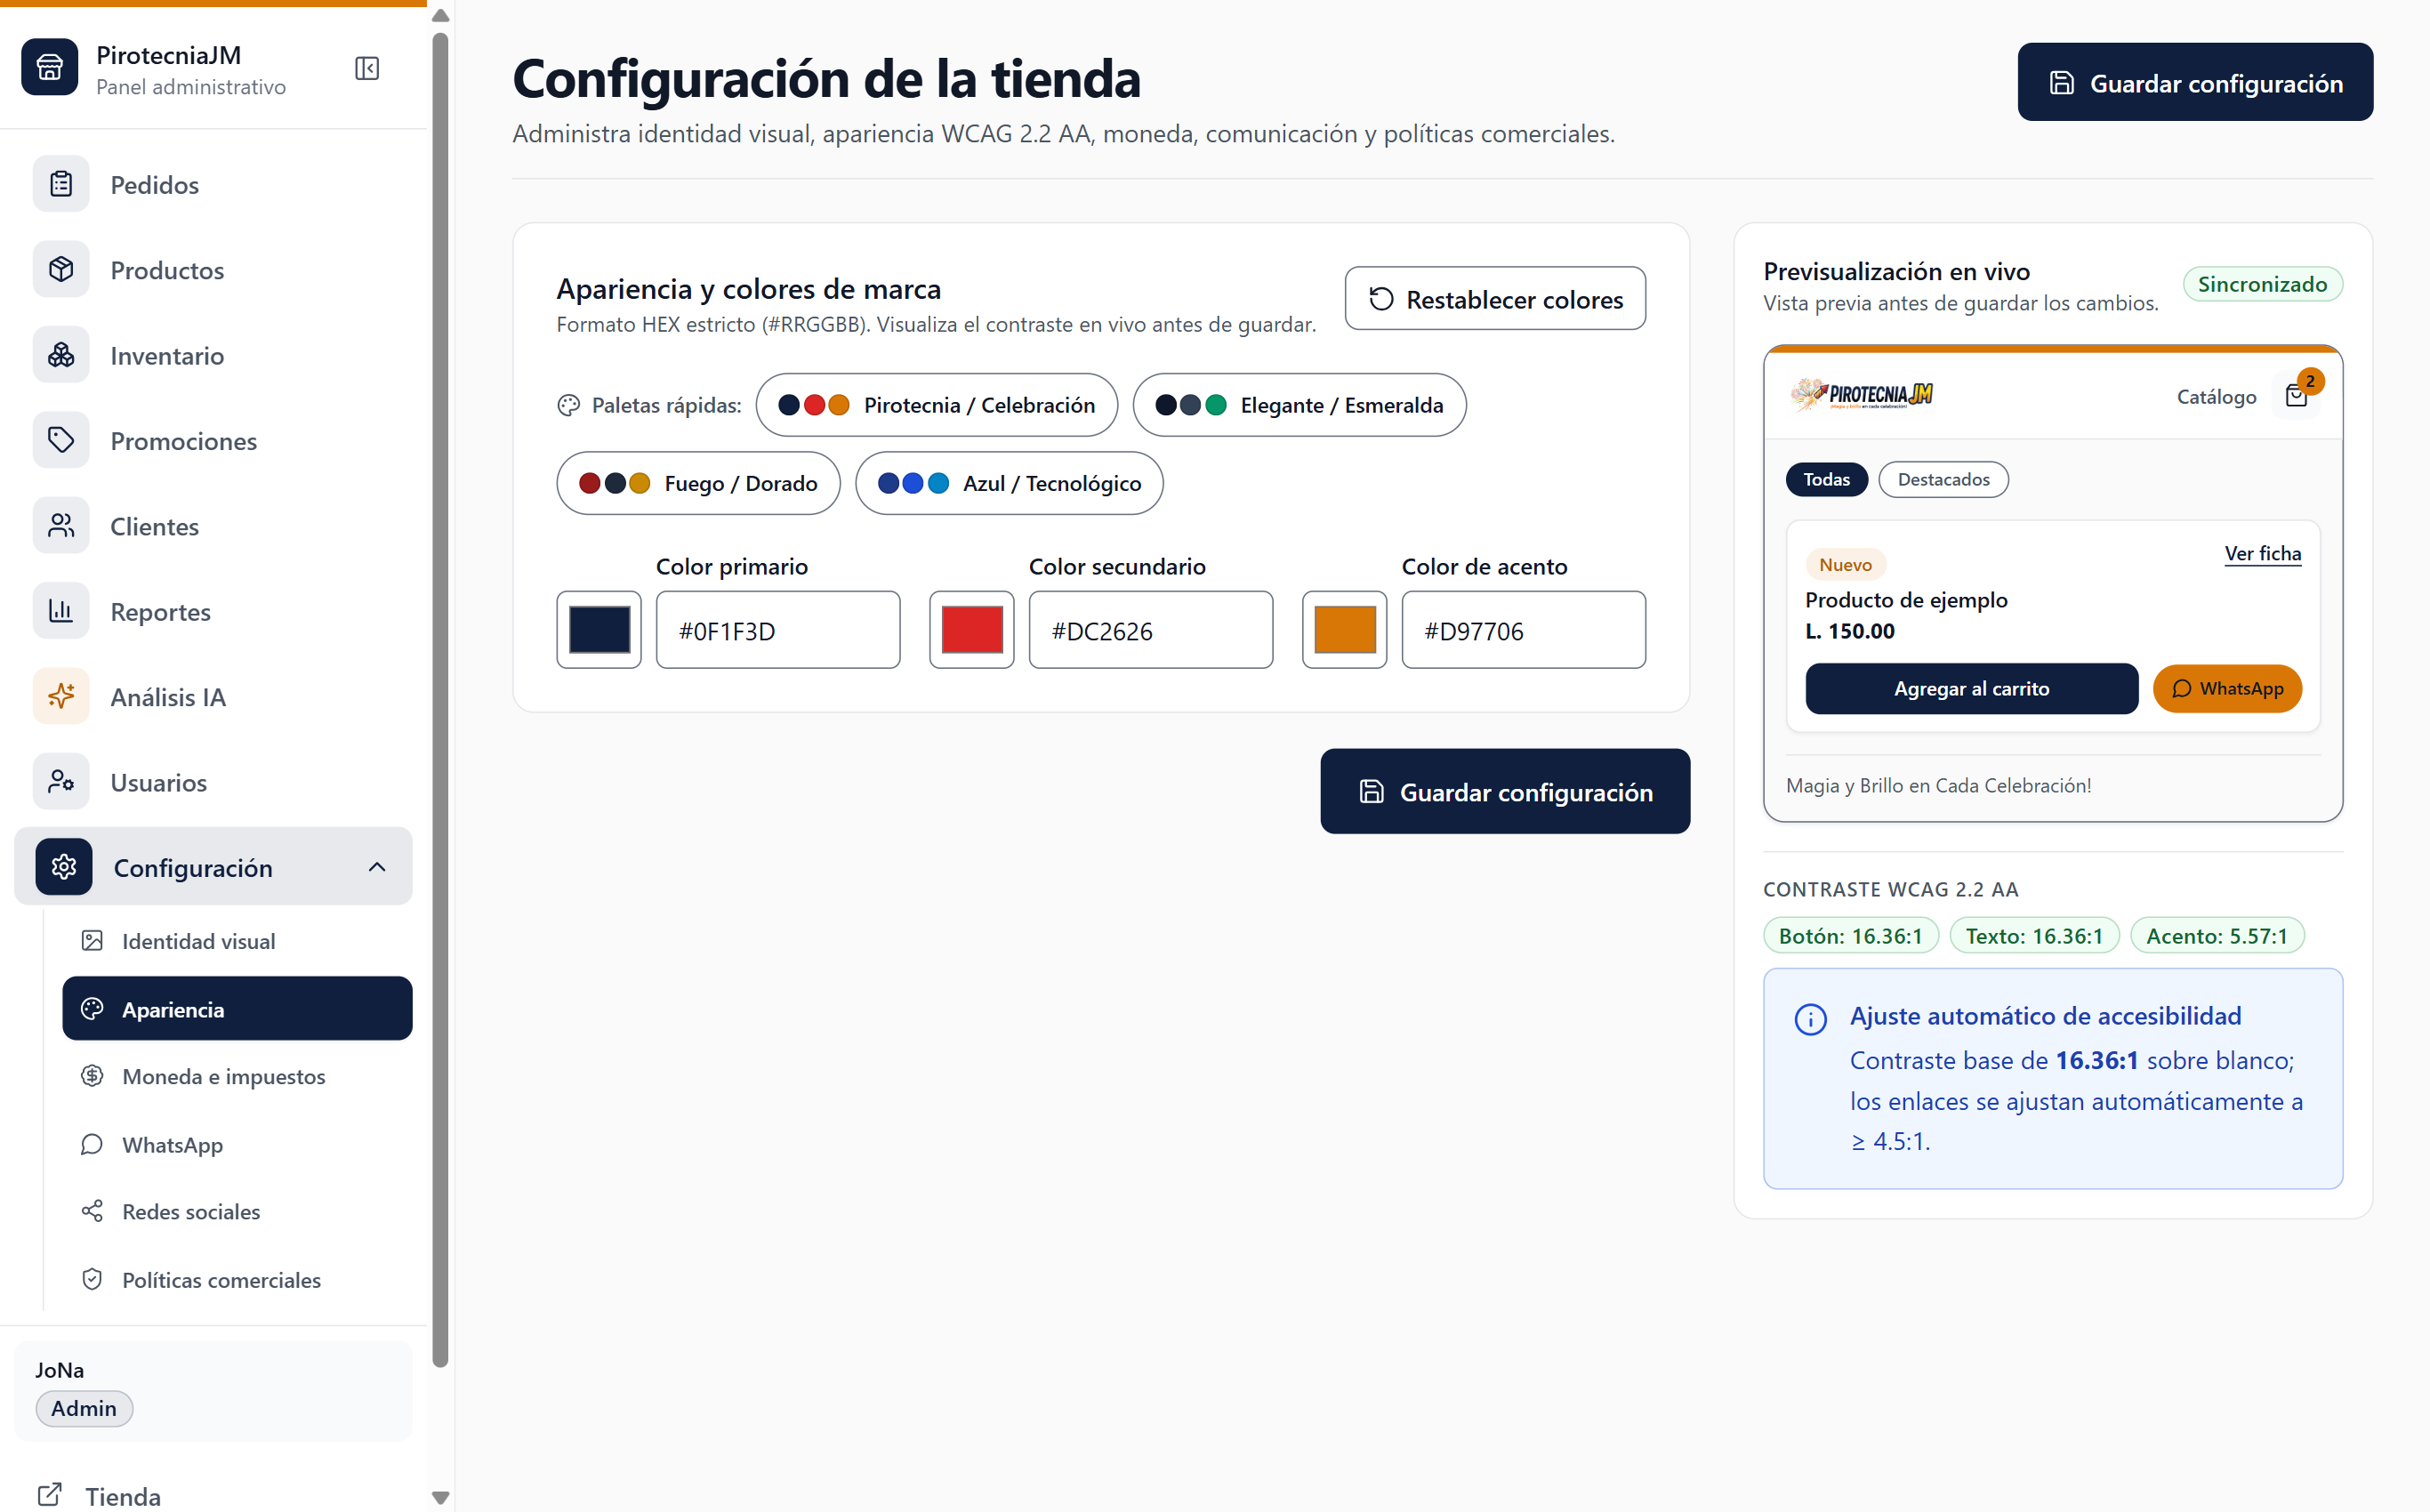 PirotecniaJM
Panel administrativo
Pedidos
Productos
Inventario
Promociones
Clientes
Reportes
Análisis IA
Usuarios
Configuración
Identidad visual
Apariencia
Moneda e impuestos
WhatsApp
Redes sociales
Políticas comerciales
JoNa
Admin
Tienda
Configuración de la tienda
Administra identidad visual, apariencia WCAG 2.2 AA, moneda, comunicación y políticas comerciales.
Guardar configuración
Apariencia y colores de marca
Formato HEX estricto (#RRGGBB). Visualiza el contraste en vivo antes de guardar.
Restablecer colores
Paletas rápidas:
Pirotecnia / Celebración
Elegante / Esmeralda
Fuego / Dorado
Azul / Tecnológico
Color primario
#0F1F3D
Color secundario
#DC2626
Color de acento
#D97706
Guardar configuración
Previsualización en vivo
Vista previa antes de guardar los cambios.
Sincronizado
PIROTECNIA JM
¡Magia y Brillo en cada celebración!
Catálogo
2
Todas
Destacados
Nuevo
Ver ficha
Producto de ejemplo
L. 150.00
Agregar al carrito
WhatsApp
Magia y Brillo en Cada Celebración!
CONTRASTE WCAG 2.2 AA
Botón: 16.36:1
Texto: 16.36:1
Acento: 5.57:1
Ajuste automático de accesibilidad
Contraste base de 16.36:1 sobre blanco;
los enlaces se ajustan automáticamente a
≥ 4.5:1.